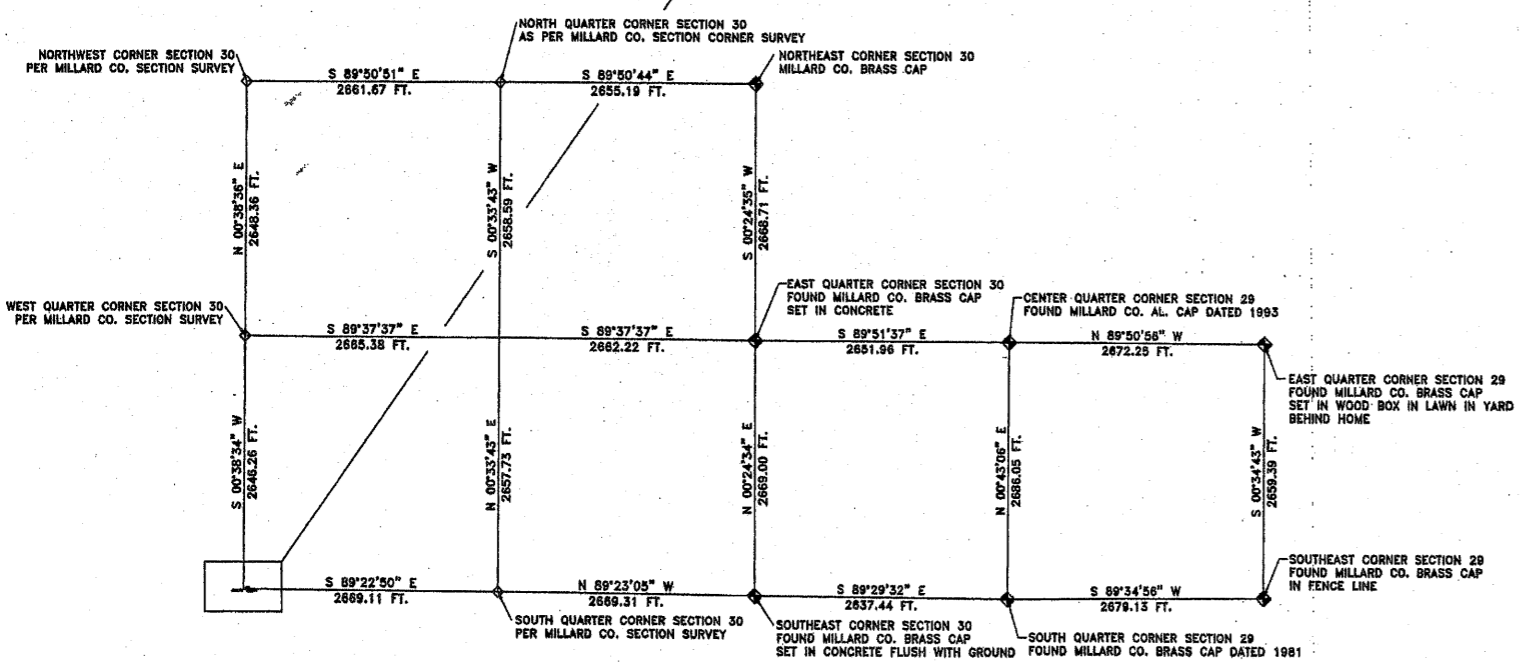 NORTH QUARTER CORNER SECTION 30
AS PER MILLARD CO. SECTION CORNER SURVEY
NORTHWEST CORNER SECTION 30
PER MILLARD CO. SECTION SURVEY
NORTHEAST CORNER SECTION 30
MILLARD CO. BRASS CAP
S 89°50'51" E
2661.67 FT.
S 89°50'44" E
2655.19 FT.
N 00°38'36" E
2648.36 FT.
S 00°33'43" W
2658.59 FT.
S 00°24'35" W
2668.71 FT.
WEST QUARTER CORNER SECTION 30
PER MILLARD CO. SECTION SURVEY
EAST QUARTER CORNER SECTION 30
FOUND MILLARD CO. BRASS CAP
SET IN CONCRETE
CENTER QUARTER CORNER SECTION 29
FOUND MILLARD CO. AL. CAP DATED 1993
S 89°37'37" E
2665.38 FT.
S 89°37'37" E
2662.22 FT.
S 89°51'37" E
2651.96 FT.
N 89°50'56" W
2672.25 FT.
EAST QUARTER CORNER SECTION 29
FOUND MILLARD CO. BRASS CAP
SET IN WOOD BOX IN LAWN IN YARD
BEHIND HOME
S 00°38'34" W
2646.26 FT.
N 00°33'43" E
2657.73 FT.
N 00°24'34" E
2669.00 FT.
N 00°43'06" E
2686.05 FT.
S 00°34'43" W
2659.39 FT.
S 89°22'50" E
2669.11 FT.
N 89°23'05" W
2669.31 FT.
S 89°29'32" E
2637.44 FT.
S 89°34'56" W
2679.13 FT.
SOUTHEAST CORNER SECTION 29
FOUND MILLARD CO. BRASS CAP
IN FENCE LINE
SOUTH QUARTER CORNER SECTION 30
PER MILLARD CO. SECTION SURVEY
SOUTHEAST CORNER SECTION 30
FOUND MILLARD CO. BRASS CAP
SET IN CONCRETE FLUSH WITH GROUND
SOUTH QUARTER CORNER SECTION 29
FOUND MILLARD CO. BRASS CAP DATED 1981